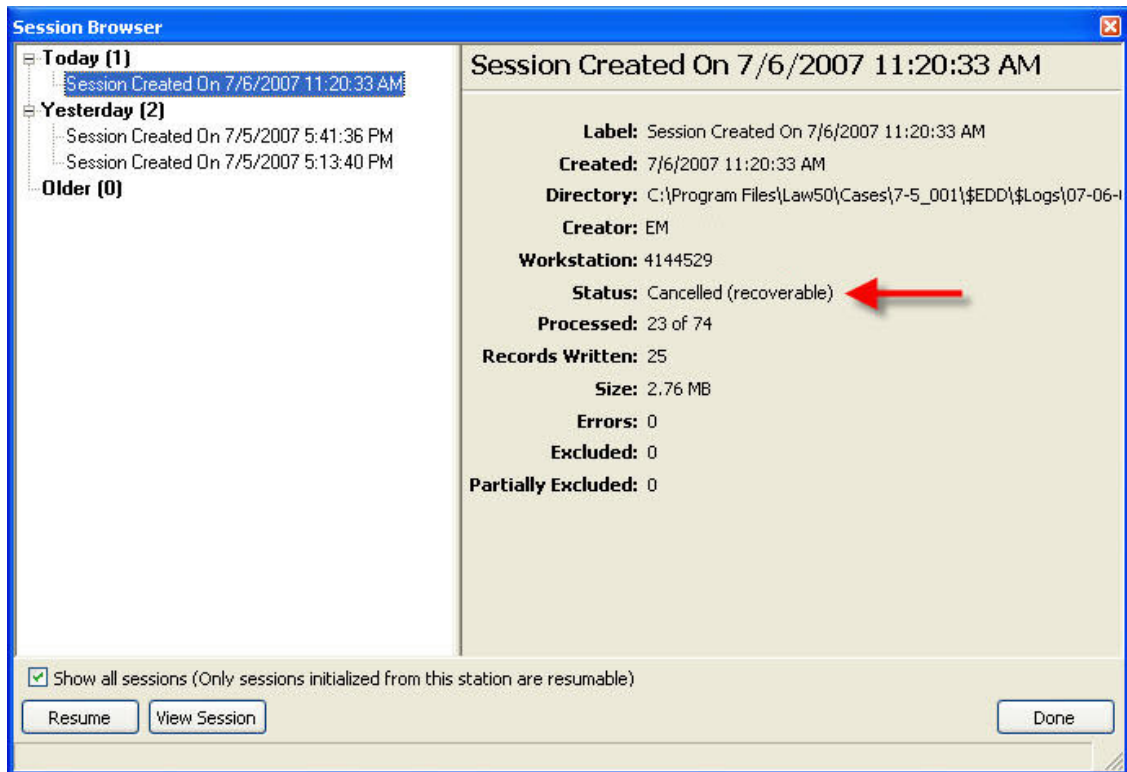 Session Browser
Today (1)
Session Created On 7/6/2007 11:20:33 AM
Yesterday (2)
Session Created On 7/5/2007 5:41:36 PM
Session Created On 7/5/2007 5:13:40 PM
Older (0)
Session Created On 7/6/2007 11:20:33 AM
Label: Session Created On 7/6/2007 11:20:33 AM
Created: 7/6/2007 11:20:33 AM
Directory: C:\Program Files\Law50\Cases\7-5_001\$EDD\$Logs\07-06-
Creator: EM
Workstation: 4144529
Status: Cancelled (recoverable)
Processed: 23 of 74
Records Written: 25
Size: 2.76 MB
Errors: 0
Excluded: 0
Partially Excluded: 0
Show all sessions (Only sessions initialized from this station are resumable)
Resume View Session Done